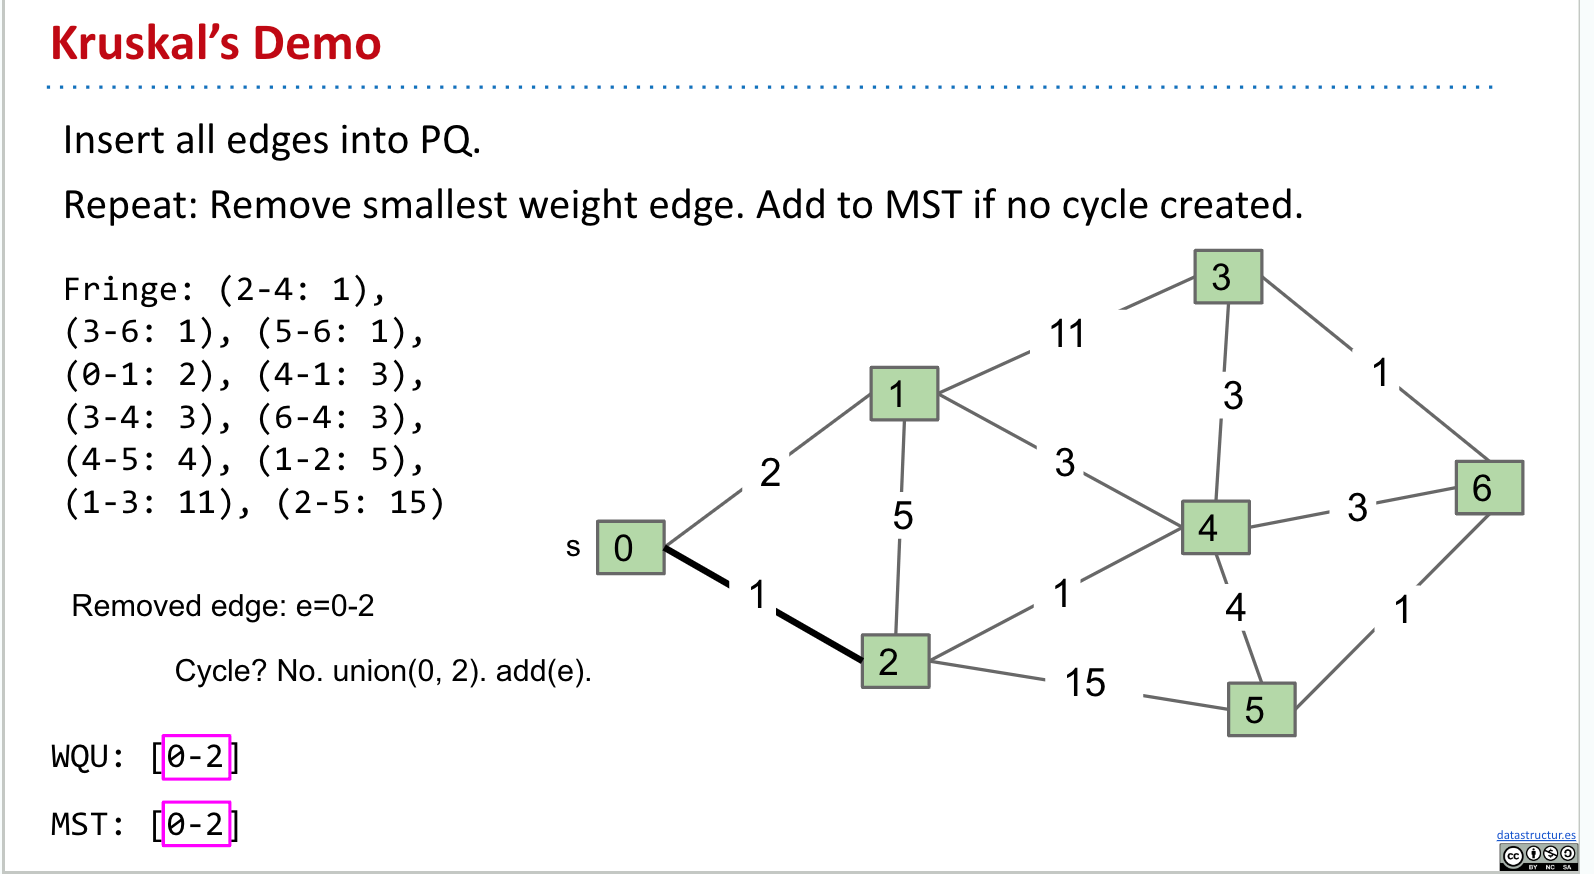 Kruskal's Demo
Insert all edges into PQ.
Repeat: Remove smallest weight edge. Add to MST if no cycle created.
Fringe: (2-4: 1),
(3-6: 1), (5-6: 1),
(0-1: 2), (4-1: 3),
(3-4: 3), (6-4: 3),
(4-5: 4), (1-2: 5),
(1-3: 11), (2-5: 15)
Removed edge: e=0-2
Cycle? No. union(0, 2). add(e).
WQU: [0-2]
MST: [0-2]
3
11
1
1
3
2
3
6
5
3
4
s
0
1
1
4
1
2
15
5
datastructur.es
cc
BY NC SA